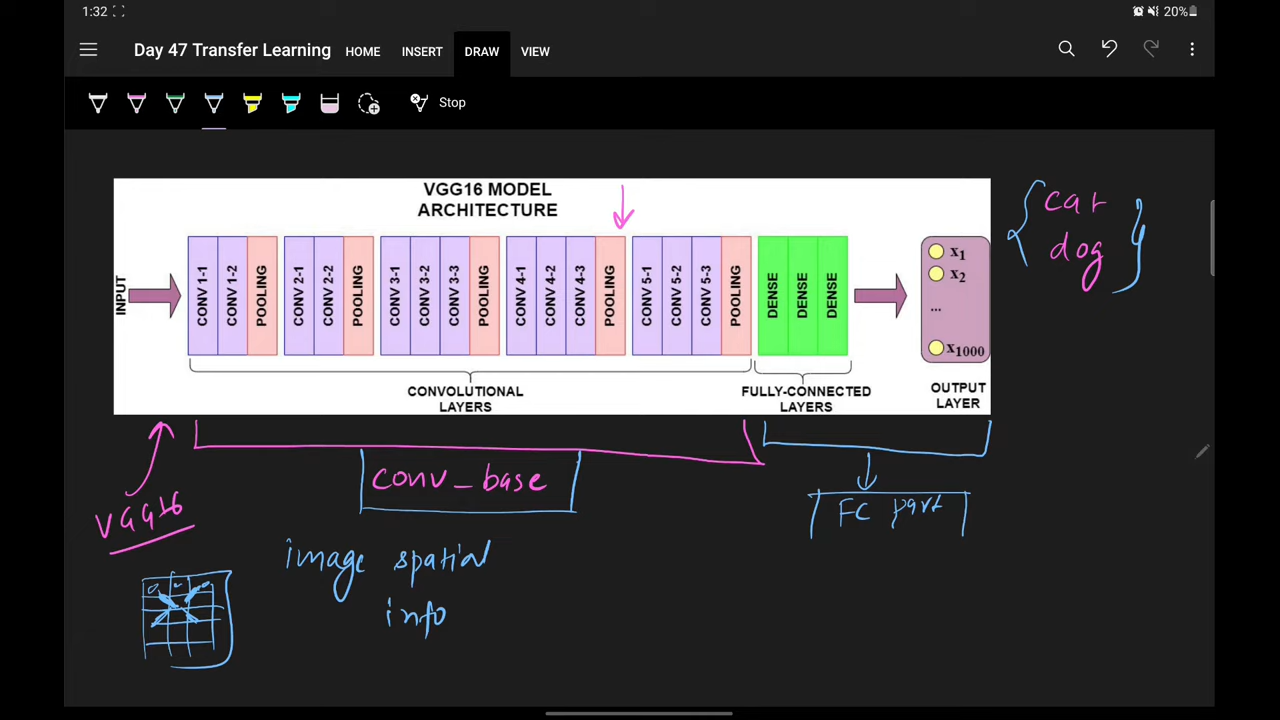 1:32
20%
Day 47 Transfer Learning HOME INSERT DRAW VIEW
Stop
VGG16 MODEL
ARCHITECTURE
INPUT
CONV 1-1
CONV 1-2
POOLING
CONV 2-1
CONV 2-2
POOLING
CONV 3-1
CONV 3-2
CONV 3-3
POOLING
CONV 4-1
CONV 4-2
CONV 4-3
POOLING
CONV 5-1
CONV 5-2
CONV 5-3
POOLING
DENSE
DENSE
DENSE
x1
x2
...
x1000
CONVOLUTIONAL
LAYERS
FULLY-CONNECTED
LAYERS
OUTPUT
LAYER
dog
conv_base
VGG16
FC part
image spatial
info